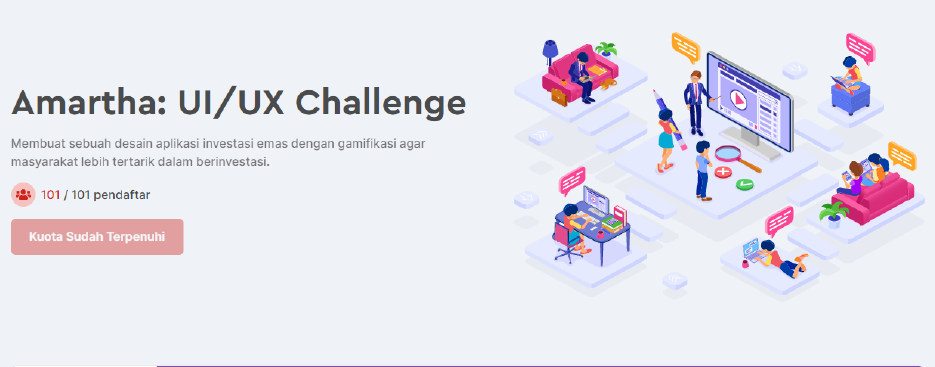 Amartha: UI/UX Challenge
Membuat sebuah desain aplikasi investasi emas dengan gamifikasi agar
masyarakat lebih tertarik dalam berinvestasi.
101 / 101 pendaftar
Kuota Sudah Terpenuhi